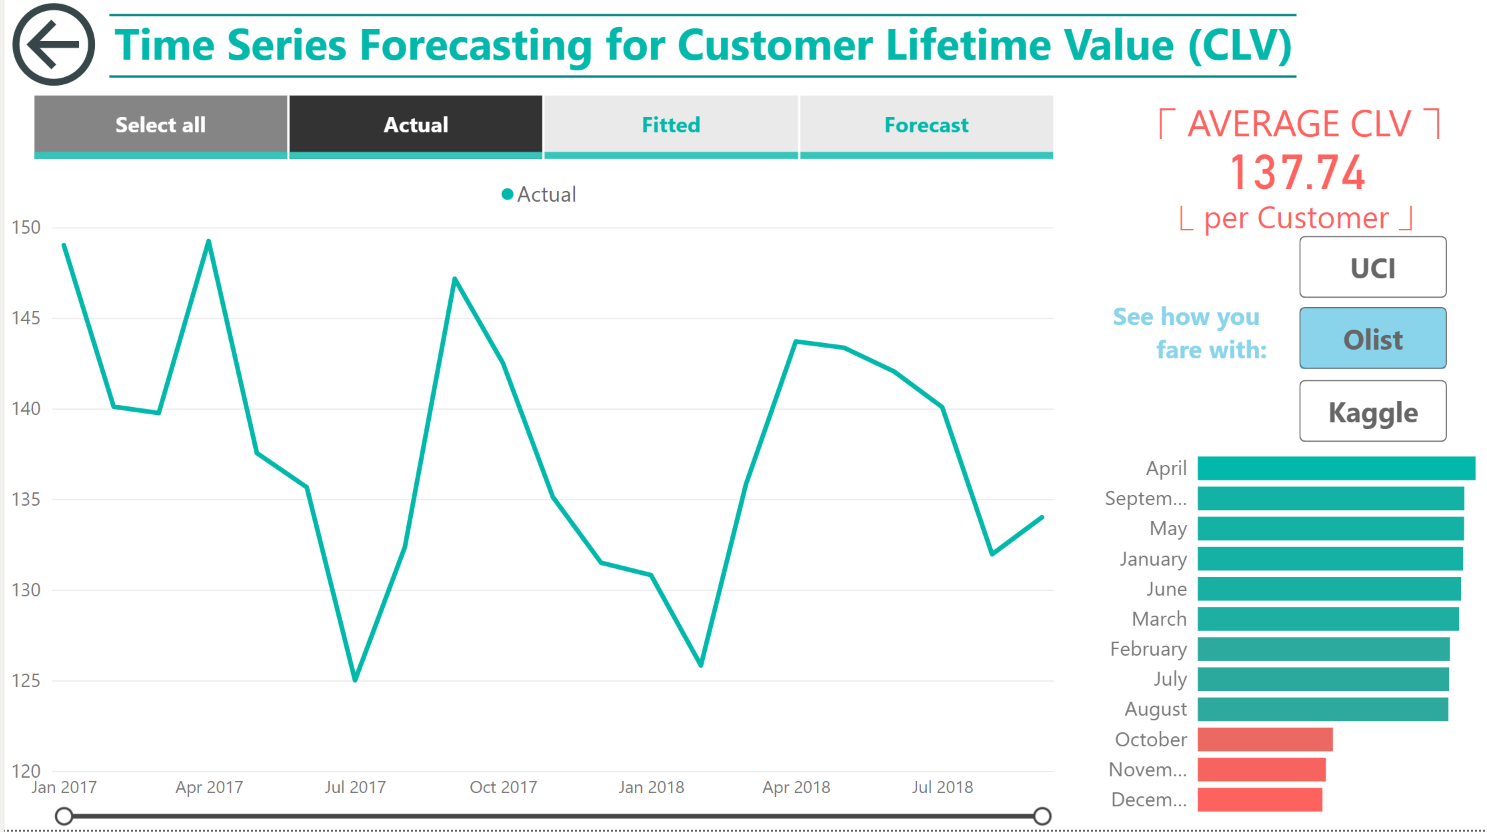 Time Series Forecasting for Customer Lifetime Value (CLV)
Select all
Actual
Fitted
Forecast
AVERAGE CLV
137.74
per Customer
Actual
UCI
See how you
fare with:
Olist
Kaggle
150
145
140
135
130
125
120
Jan 2017
Apr 2017
Jul 2017
Oct 2017
Jan 2018
Apr 2018
Jul 2018
April
Septem...
May
January
June
March
February
July
August
October
Novem...
Decem...